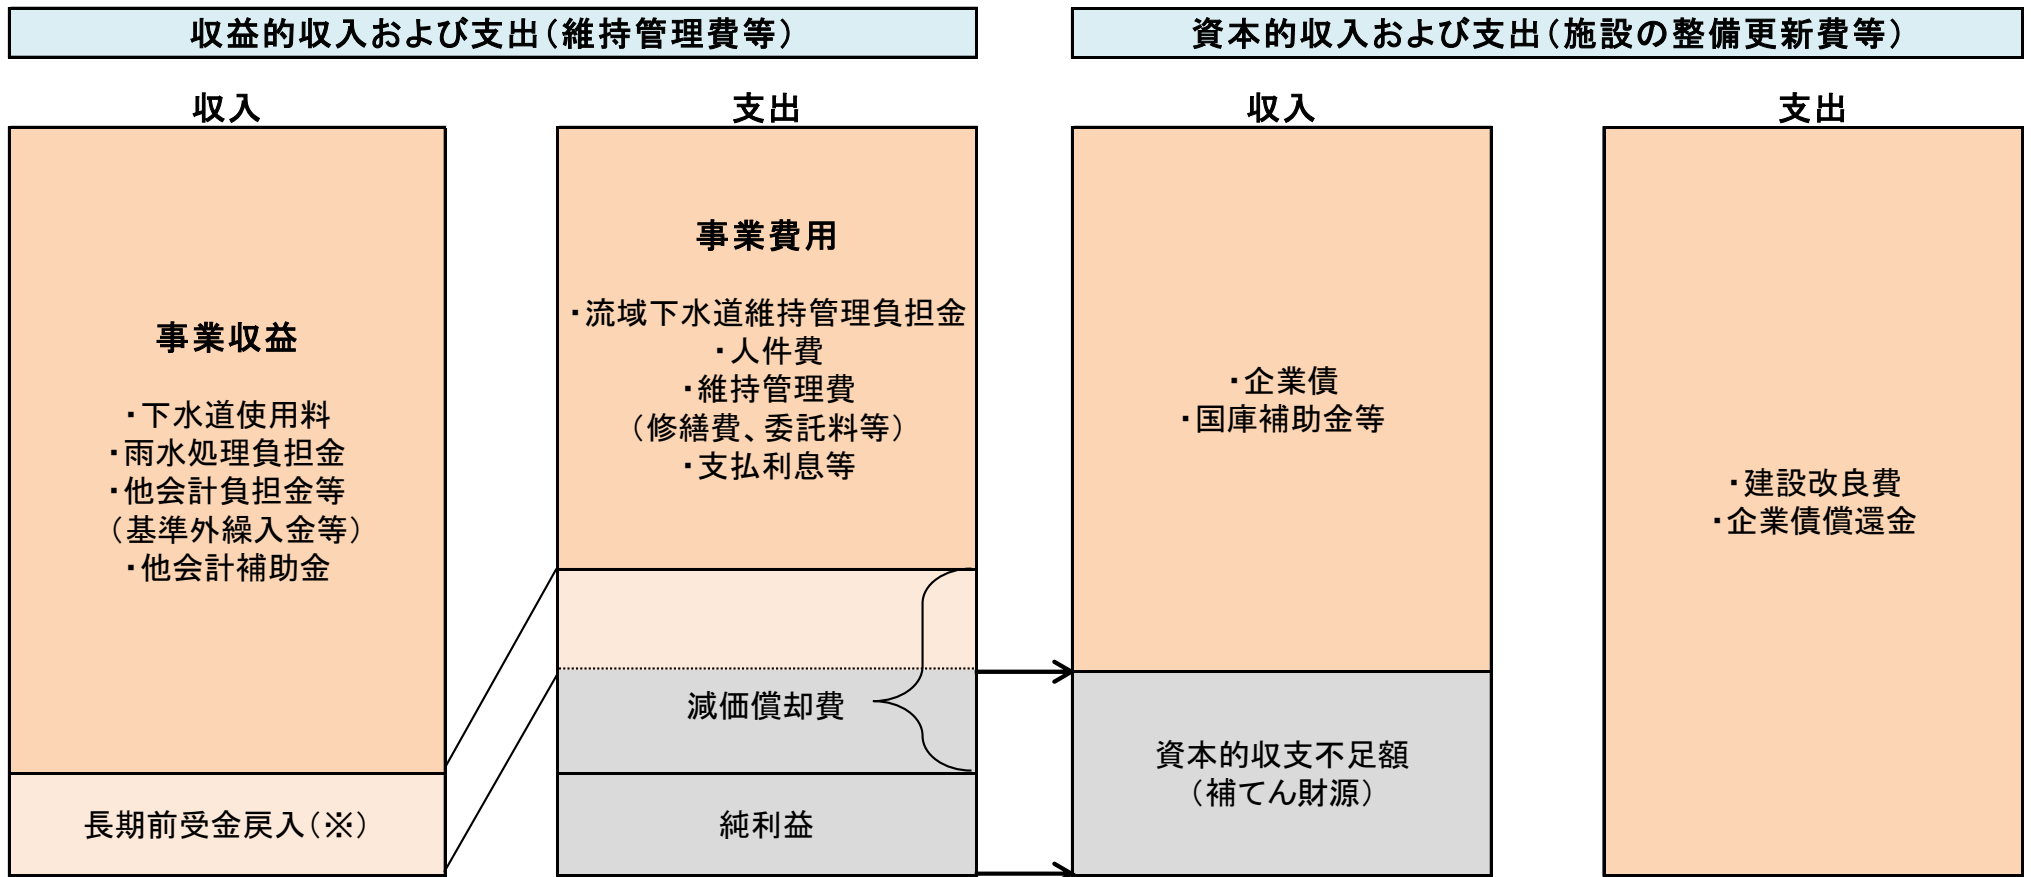 収益的収入および支出（維持管理費等）
収入
支出
事業収益
・下水道使用料
・雨水処理負担金
・他会計負担金等
（基準外繰入金等）
・他会計補助金
長期前受金戻入（※）
事業費用
・流域下水道維持管理負担金
・人件費
・維持管理費
（修繕費、委託料等）
・支払利息等
減価償却費
純利益
資本的収入および支出（施設の整備更新費等）
収入
支出
・企業債
・国庫補助金等
資本的収支不足額
（補てん財源）
・建設改良費
・企業債償還金